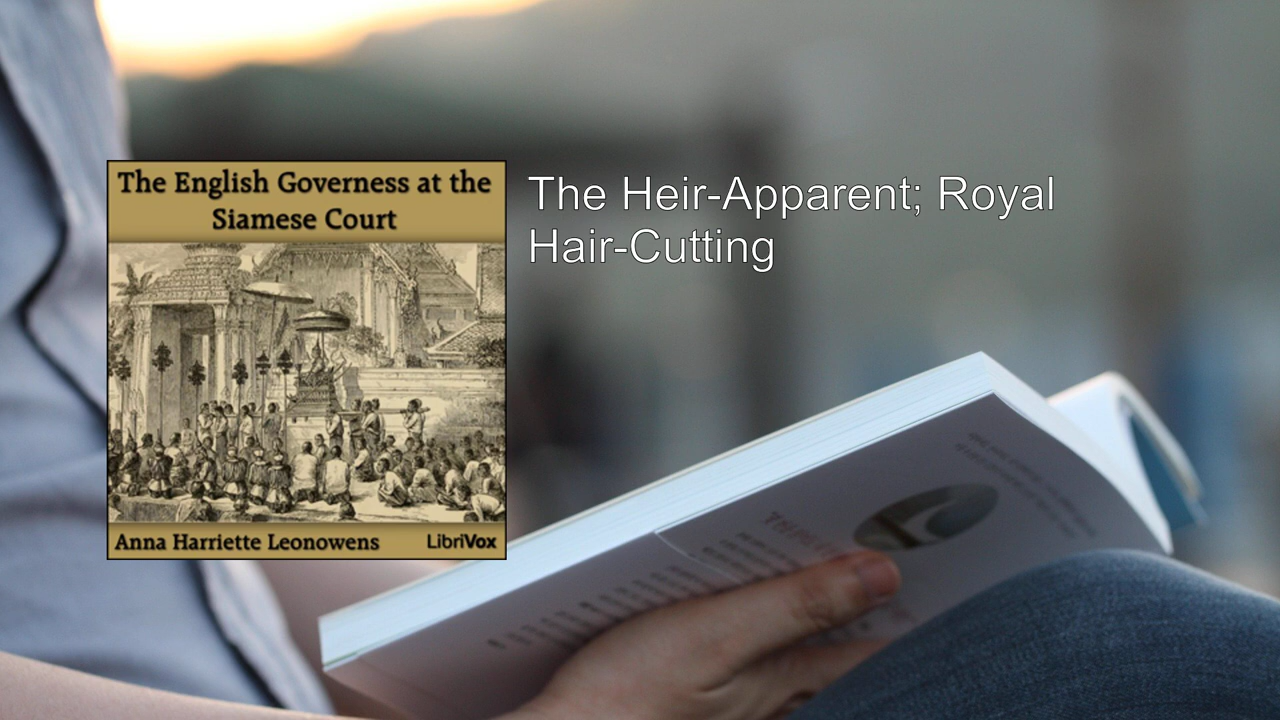 The English Governess at the
Siamese Court
Anna Harriette Leonowens
LibriVox
The Heir-Apparent; Royal
Hair-Cutting